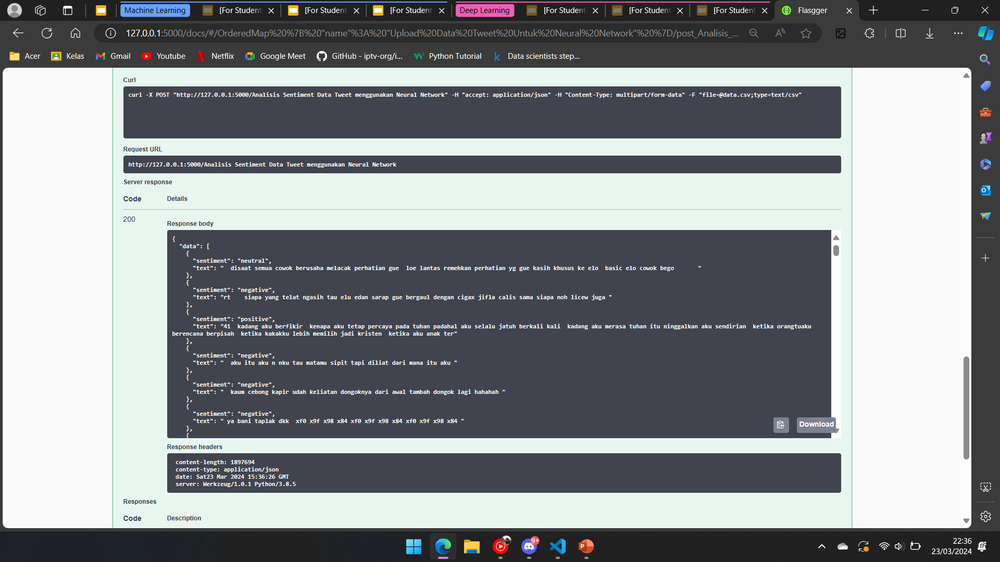 Machine Learning
[For Student
[For Student
[For Student
Deep Learning
[For Student
[For Student
[For Student
Flasgger
127.0.0.1:5000/docs/#/OrderedMap%20%7B%20"name"%3A%20"Upload%20Data%20Tweet%20Untuk%20Neural%20Network"%20%7D/post_Analisis_...
Acer
Kelas
Gmail
Youtube
Netflix
Google Meet
GitHub - iptv-org/i...
Python Tutorial
Data scientists step...
Curl
curl -X POST "http://127.0.0.1:5000/Analisis Sentiment Data Tweet menggunakan Neural Network" -H "accept: application/json" -H "Content-Type: multipart/form-data" -F "file=@data.csv;type=text/csv"
Request URL
http://127.0.0.1:5000/Analisis Sentiment Data Tweet menggunakan Neural Network
Server response
Code Details
200
Response body
{
"data": [
{
"sentiment": "neutral",
"text": "  disaat semua cowok berusaha melacak perhatian gue  loe lantas remehkan perhatian yg gue kasih khusus ke elo  basic elo cowok bego       "
},
{
"sentiment": "negative",
"text": "rt    siapa yang telat ngasih tau elu edan sarap gue bergaul dengan cigax jifla calis sama siapa noh licew juga "
},
{
"sentiment": "positive",
"text": "41  kadang aku berfikir  kenapa aku tetap percaya pada tuhan padahal aku selalu jatuh berkali kali  kadang aku merasa tuhan itu ninggalkan aku sendirian  ketika orangtuaku
berencana berpisah  ketika kakakku lebih memilih jadi kristen  ketika aku anak ter"
},
{
"sentiment": "negative",
"text": "  aku itu aku n nku tau matamu sipit tapi diliat dari mana itu aku "
},
{
"sentiment": "negative",
"text": "  kaum cebong kapir udah keliatan dongoknya dari awal tambah dongok lagi hahahah "
},
{
"sentiment": "negative",
"text": " ya bani taplak dkk  xf0 x9f x98 x84 xf0 x9f x98 x84 xf0 x9f x98 x84 "
},
{
Download
Response headers
content-length: 1897694
content-type: application/json
date: Sat23 Mar 2024 15:36:26 GMT
server: Werkzeug/1.0.1 Python/3.8.5
Responses
Code Description
9+
22:36
23/03/2024